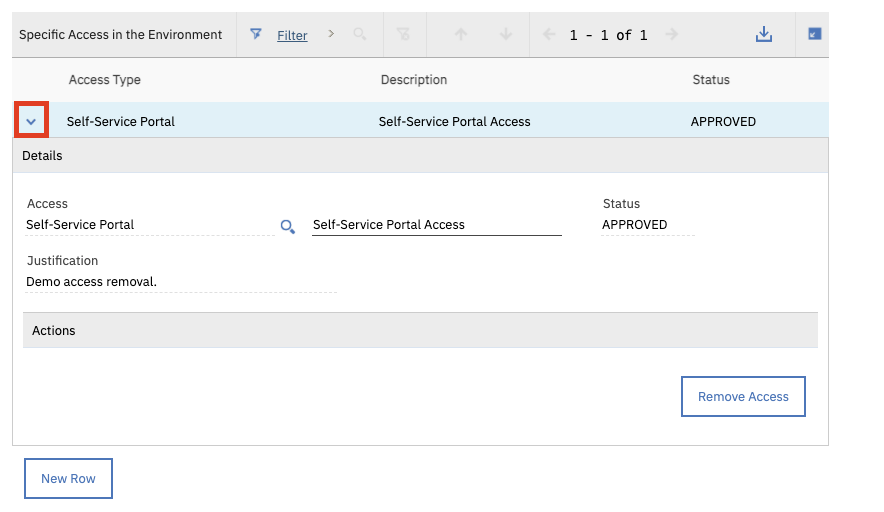 Specific Access in the Environment Filter 1 - 1 of 1
Access Type Description Status
Self-Service Portal Self-Service Portal Access APPROVED
Details
Access Status
Self-Service Portal Self-Service Portal Access APPROVED
Justification
Demo access removal.
Actions
Remove Access
New Row